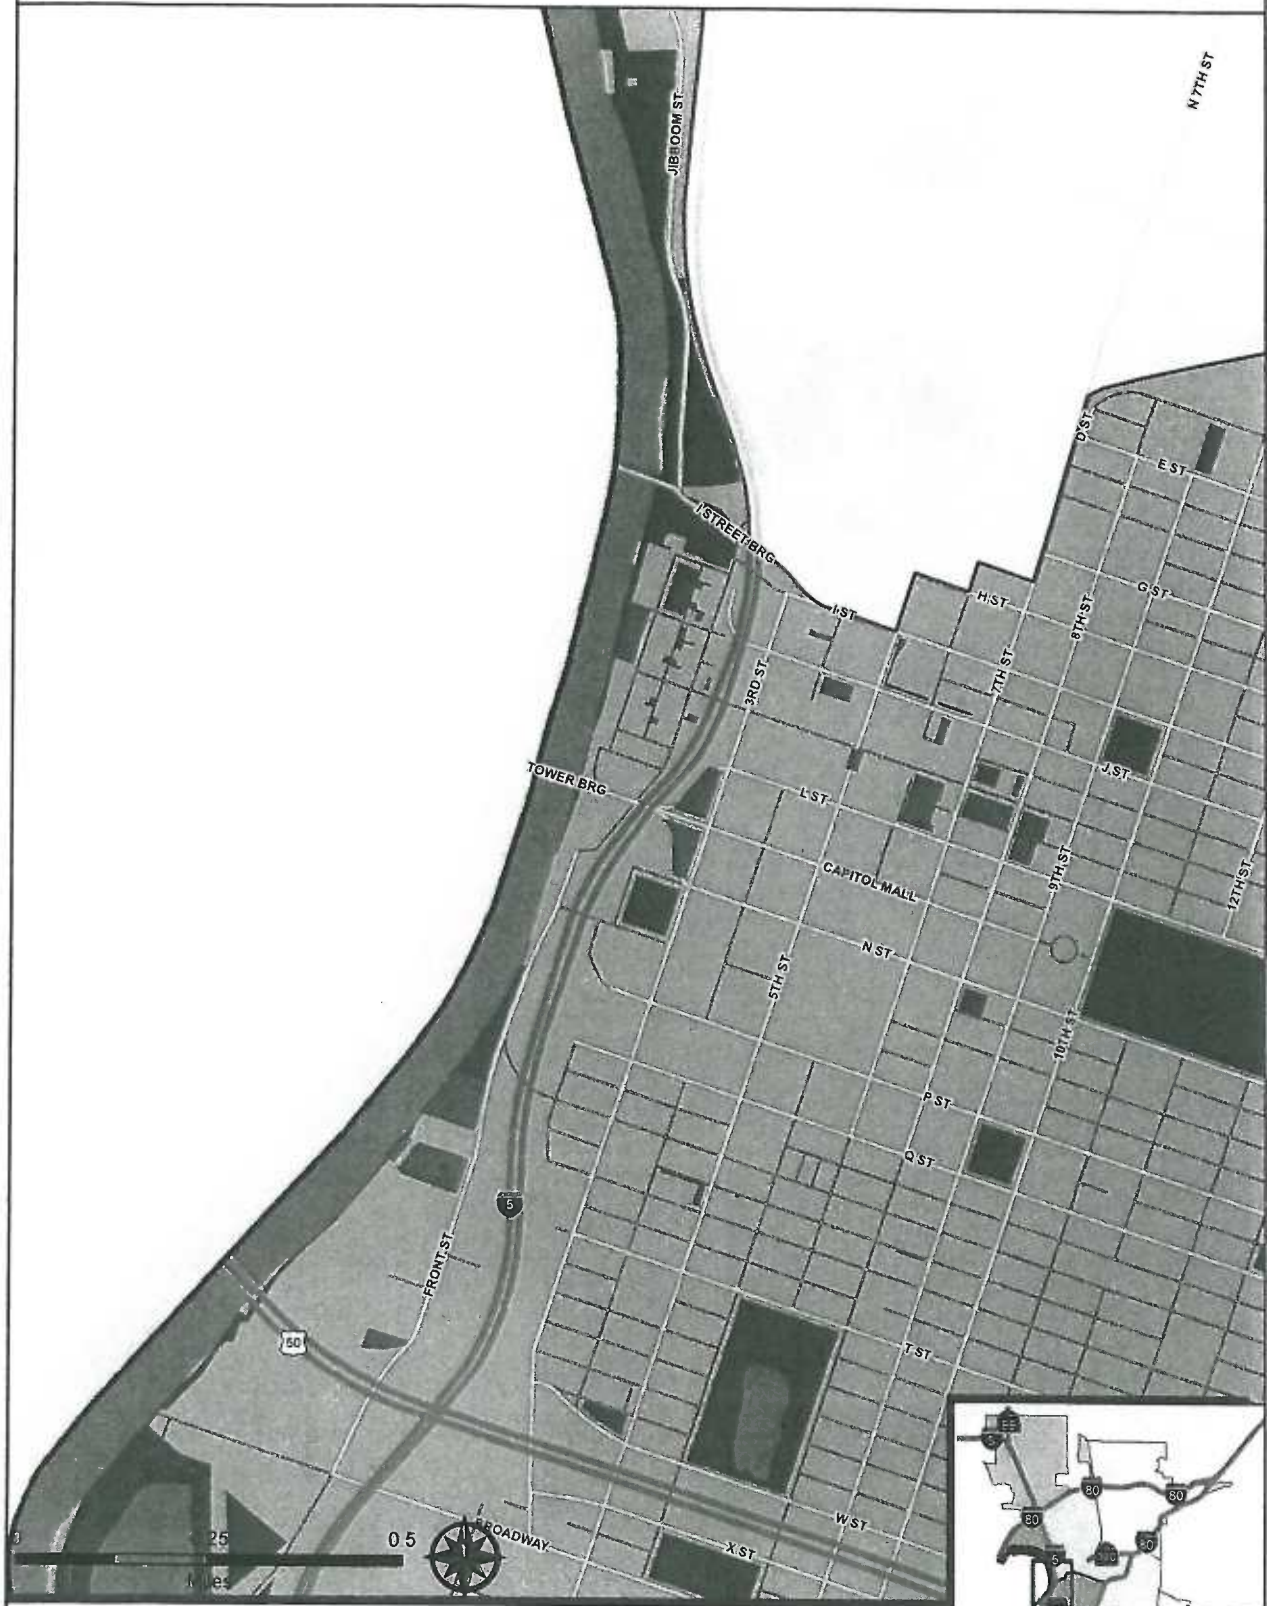 N 7TH ST
JIBBOOM ST
D ST
E ST
I STREET BRG
G ST
H ST
I ST
8TH ST
7TH ST
3RD ST
J ST
TOWER BRG
L ST
CAPITOL MALL
9TH ST
12TH ST
N ST
5TH ST
10TH ST
P ST
Q ST
5
FRONT ST
50
T ST
80
80
80
5
80
W ST
X ST
BROADWAY
25
0 5
Miles